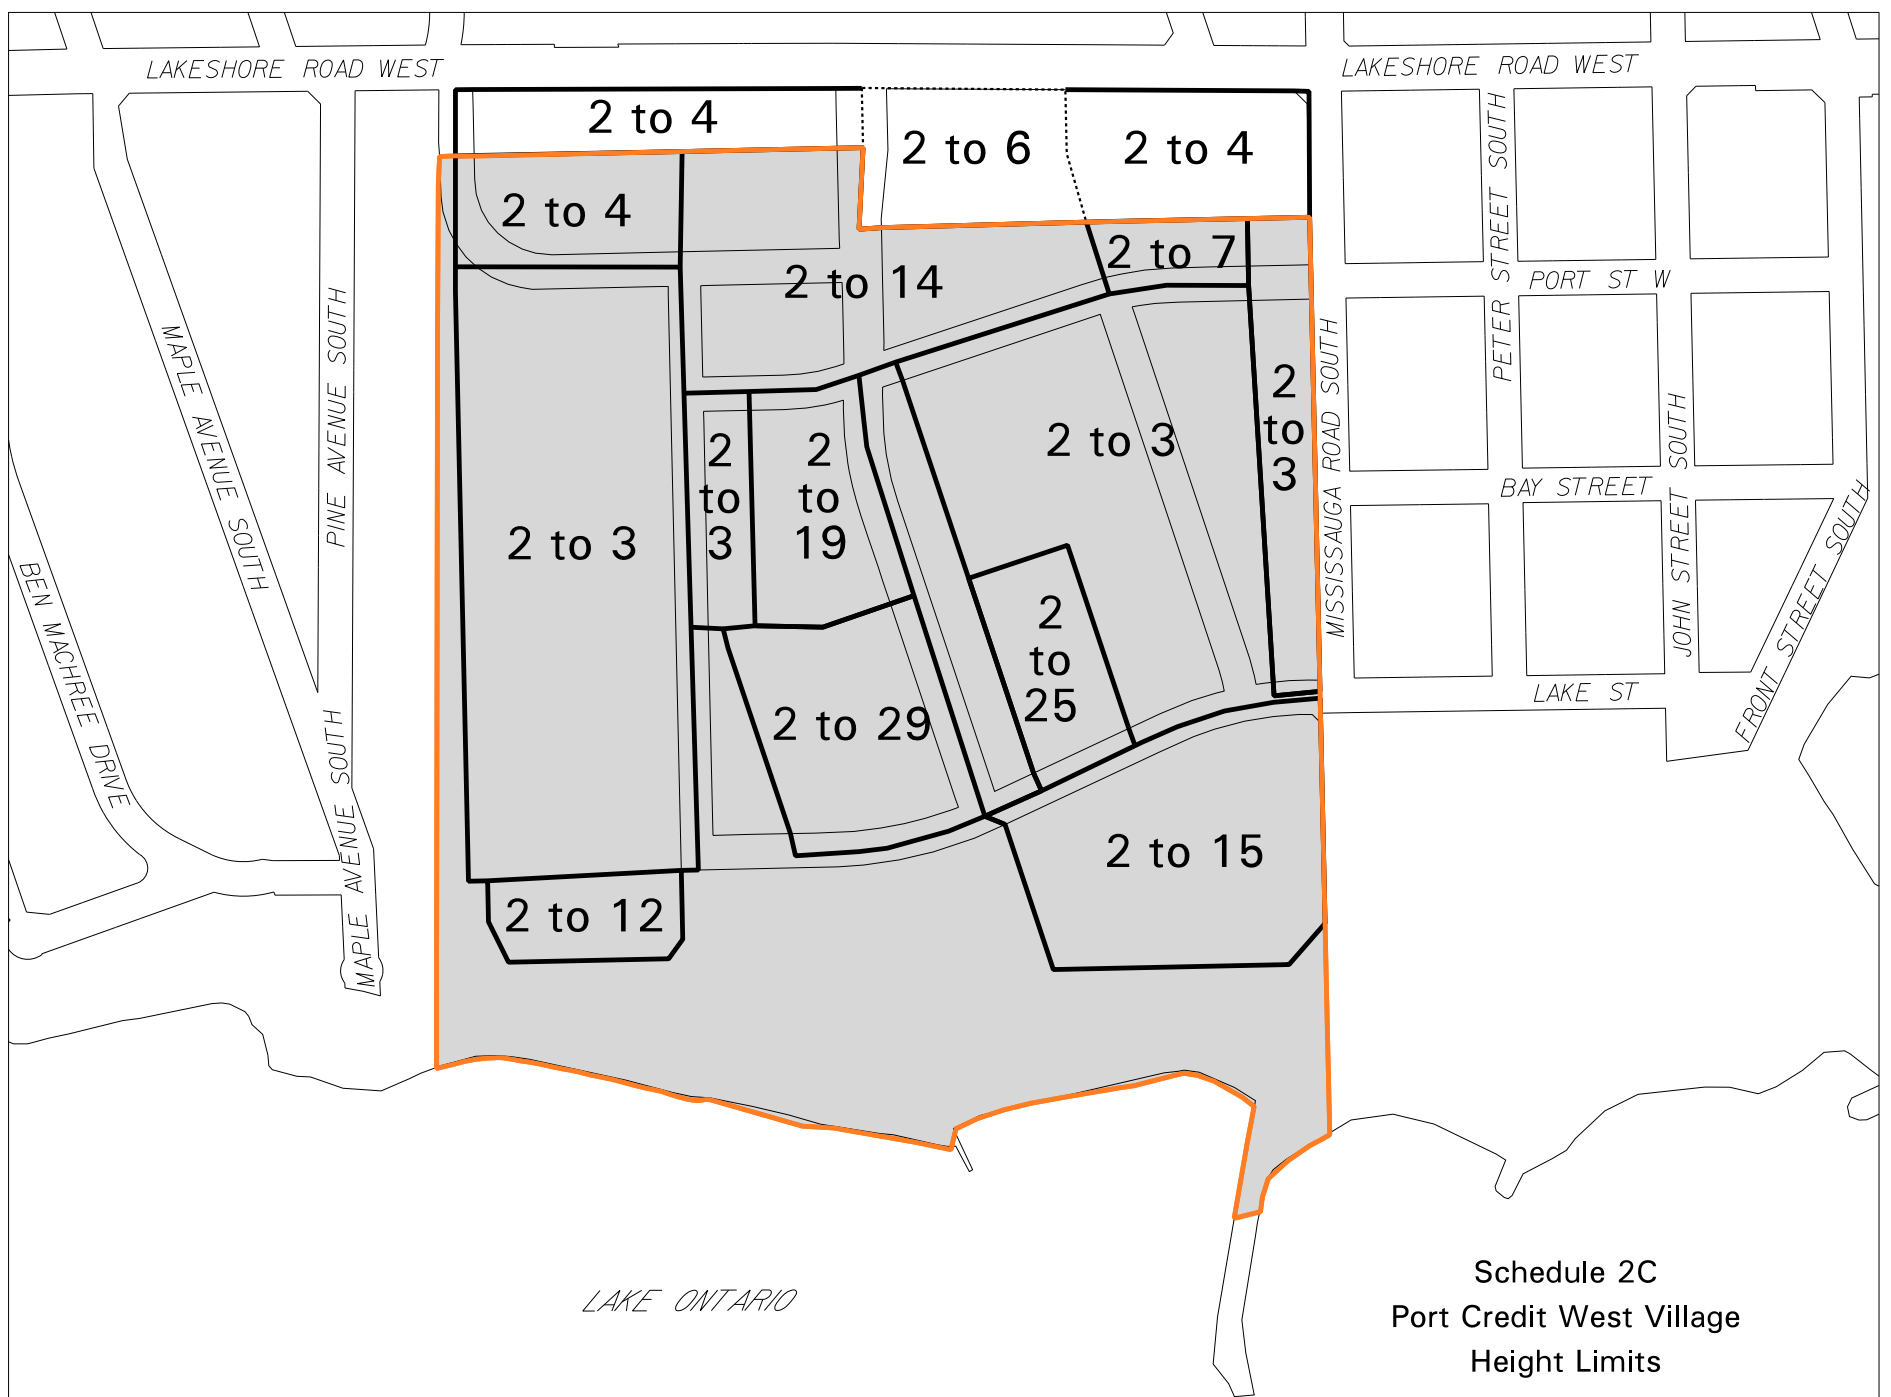 LAKESHORE ROAD WEST
LAKESHORE ROAD WEST
2 to 4
2 to 6
2 to 4
2 to 4
2 to 7
2 to 14
PORT ST W
PETER STREET SOUTH
MAPLE AVENUE SOUTH
PINE AVENUE SOUTH
MISSISSAUGA ROAD SOUTH
JOHN STREET SOUTH
2
to
3
2 to 3
2
to
3
2
to
19
BAY STREET
FRONT STREET SOUTH
2 to 3
BEN MACHREE DRIVE
2
to
25
LAKE ST
2 to 29
MAPLE AVENUE SOUTH
2 to 15
2 to 12
LAKE ONTARIO
Schedule 2C
Port Credit West Village
Height Limits